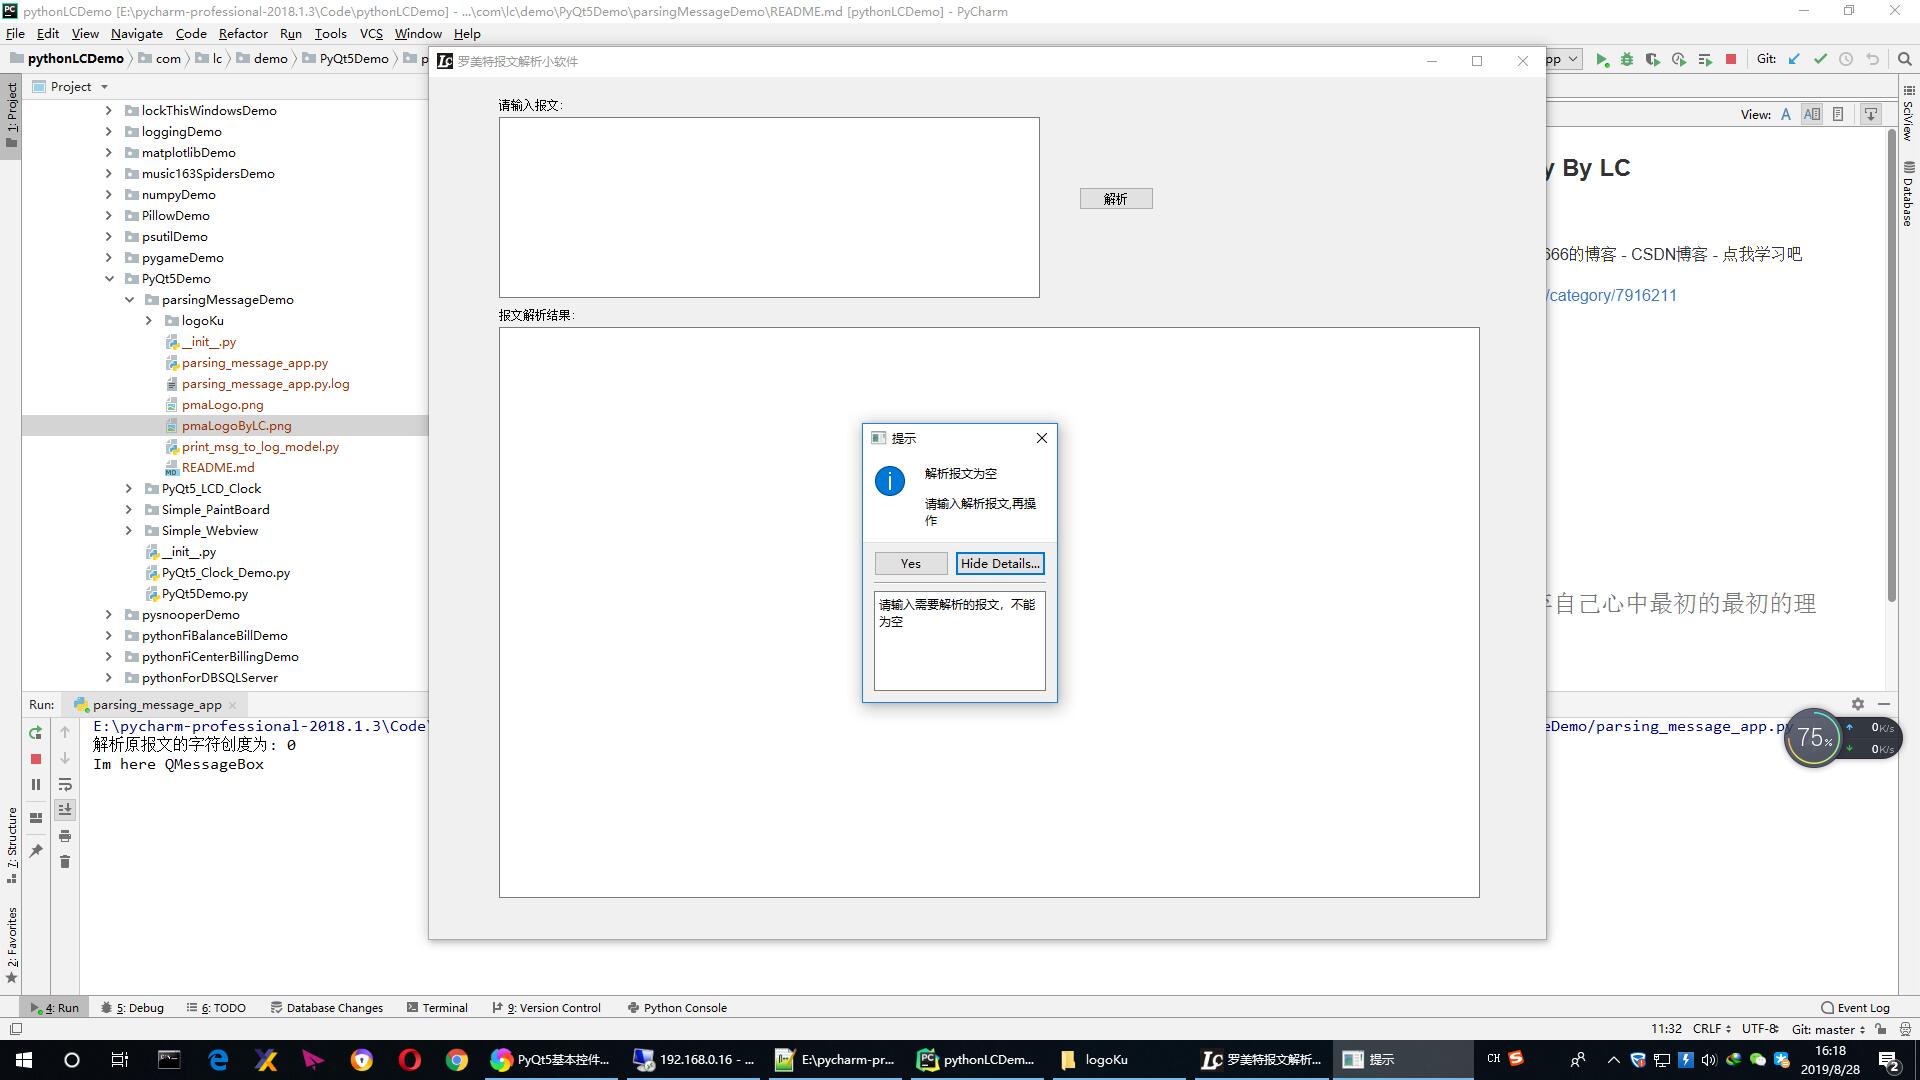 pythonLCDemo [E:\pycharm-professional-2018.1.3\Code\pythonLCDemo] - ...\com\lc\demo\PyQt5Demo\parsingMessageDemo\README.md [pythonLCDemo] - PyCharm
File Edit View Navigate Code Refactor Run Tools VCS Window Help
pythonLCDemo com lc demo PyQt5Demo p
罗美特报文解析小软件
pp
Git:
1: Project
Project
lockThisWindowsDemo
loggingDemo
matplotlibDemo
music163SpidersDemo
numpyDemo
PillowDemo
psutilDemo
pygameDemo
PyQt5Demo
parsingMessageDemo
logoKu
__init__.py
parsing_message_app.py
parsing_message_app.py.log
pmaLogo.png
pmaLogoByLC.png
print_msg_to_log_model.py
README.md
PyQt5_LCD_Clock
Simple_PaintBoard
Simple_Webview
__init__.py
PyQt5_Clock_Demo.py
PyQt5Demo.py
pysnooperDemo
pythonFiBalanceBillDemo
pythonFiCenterBillingDemo
pythonForDBSQLServer
请输入报文:
解析
报文解析结果:
提示
解析报文为空
请输入解析报文,再操
作
Yes
Hide Details...
请输入需要解析的报文，不能
为空
View:
y By LC
666的博客 - CSDN博客 - 点我学习吧
/category/7916211
自己心中最初的最初的理
SciView
Database
Run: parsing_message_app
E:\pycharm-professional-2018.1.3\Code\
eDemo/parsing_message_app.py
解析原报文的字符创度为: 0
Im here QMessageBox
75%
0K/s
0K/s
7: Structure
2: Favorites
4: Run 5: Debug 6: TODO Database Changes Terminal 9: Version Control Python Console Event Log
11:32 CRLF UTF-8 Git: master
PyQt5基本控件... 192.168.0.16 - ... E:\pycharm-pr... pythonLCDem... logoKu 罗美特报文解析... 提示 CH
16:18
2019/8/28
2